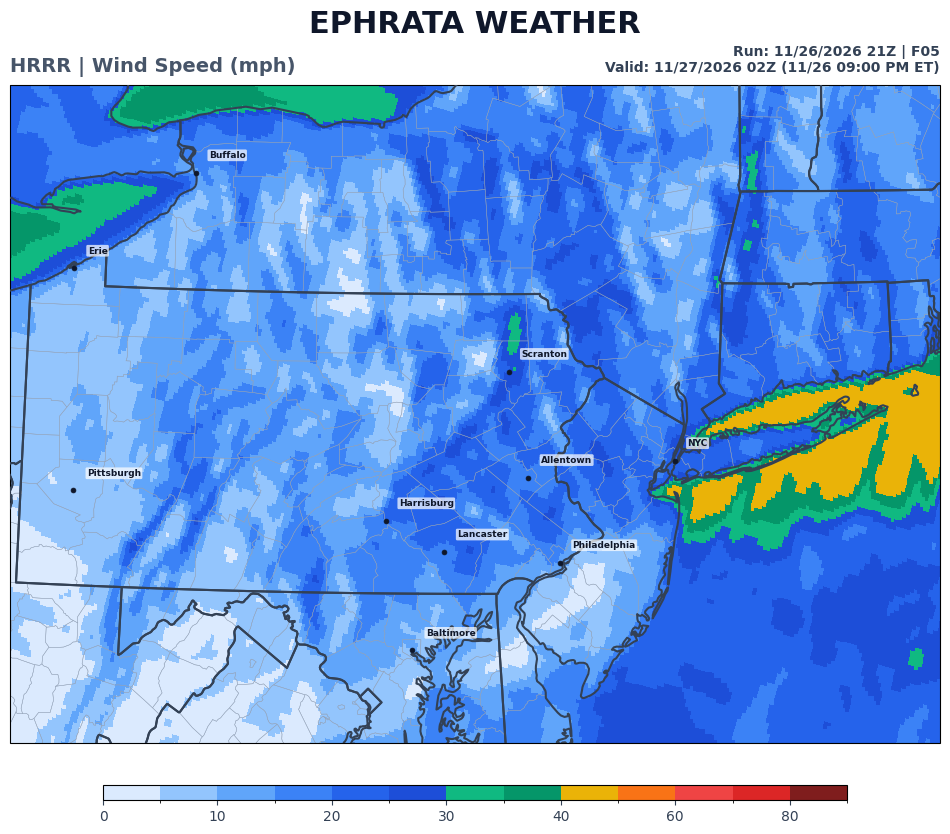 EPHRATA WEATHER
HRRR | Wind Speed (mph)
Run: 11/26/2026 21Z | F05
Valid: 11/27/2026 02Z (11/26 09:00 PM ET)
Buffalo
Erie
Scranton
NYC
Allentown
Pittsburgh
Harrisburg
Lancaster
Philadelphia
Baltimore
0 10 20 30 40 50 60 70 80